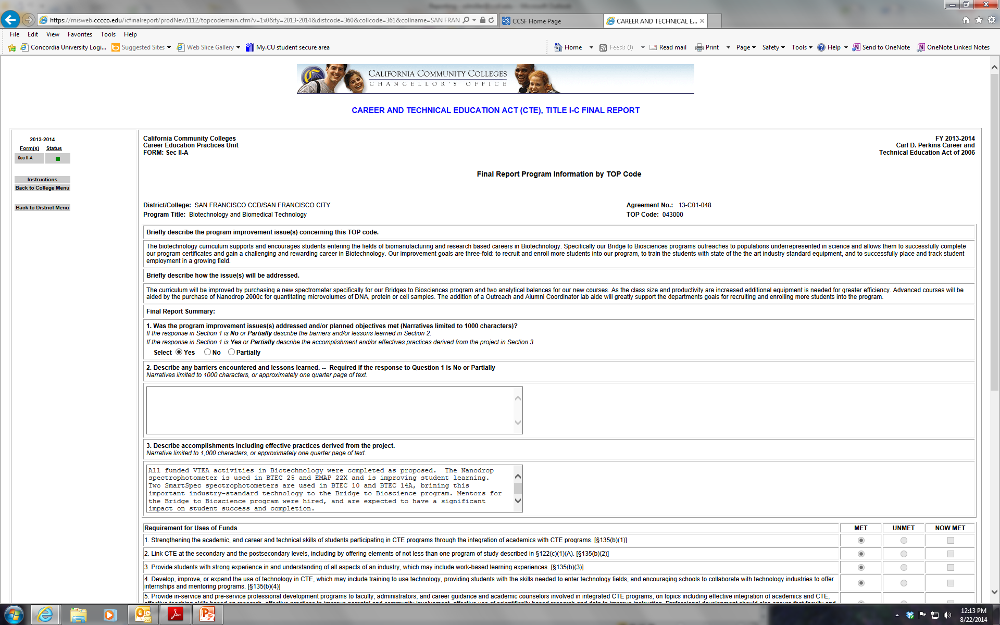 https://misweb.cccco.edu/icfinalreport/prodNew1112/topcodemain.cfm?v=1x0&fy=2013-2014&distcode=360&collcode=361&collname=SAN FRAN
CCSF Home Page
CAREER AND TECHNICAL E...
File Edit View Favorites Tools Help
Concordia University Logi... Suggested Sites Web Slice Gallery My.CU student secure area
Home Feeds (J) Read mail Print Page Safety Tools Help Send to OneNote OneNote Linked Notes
CALIFORNIA COMMUNITY COLLEGES
CHANCELLOR'S OFFICE
CAREER AND TECHNICAL EDUCATION ACT (CTE), TITLE I-C FINAL REPORT
2013-2014
Form(s) Status
Sec II-A
Instructions
Back to College Menu
Back to District Menu
California Community Colleges
Career Education Practices Unit
FORM: Sec II-A
FY 2013-2014
Carl D. Perkins Career and
Technical Education Act of 2006
Final Report Program Information by TOP Code
District/College: SAN FRANCISCO CCD/SAN FRANCISCO CITY
Agreement No.: 13-C01-048
Program Title: Biotechnology and Biomedical Technology
TOP Code: 043000
Briefly describe the program improvement issue(s) concerning this TOP code.
The biotechnology curriculum supports and encourages students entering the fields of biomanufacturing and research based careers in Biotechnology. Specifically our Bridge to Biosciences programs outreaches to populations underrepresented in science and allows them to successfully complete
our program certificates and gain a challenging and rewarding career in Biotechnology. Our improvement goals are three-fold: to recruit and enroll more students into our program, to train the students with state of the the art industry standard equipment, and to successfully place and track student
employment in a growing field.
Briefly describe how the issue(s) will be addressed.
The curriculum will be improved by purchasing a new spectrometer specifically for our Bridges to Biosciences program and two analytical balances for our new courses. As the class size and productivity are increased additional equipment is needed for greater efficiency. Advanced courses will be
aided by the purchase of Nanodrop 2000c for quantitating microvolumes of DNA, protein or cell samples. The addition of a Outreach and Alumni Coordinator lab aide will greatly support the departments goals for recruiting and enrolling more students into the program.
Final Report Summary:
1. Was the program improvement issues(s) addressed and/or planned objectives met (Narratives limited to 1000 characters)?
If the response in Section 1 is No or Partially describe the barriers and/or lessons learned in Section 2.
If the response in Section 1 is Yes or Partially describe the accomplishment and/or effectives practices derived from the project in Section 3
Select Yes No Partially
2. Describe any barriers encountered and lessons learned. -- Required if the response to Question 1 is No or Partially
Narratives limited to 1000 characters, or approximately one quarter page of text.
3. Describe accomplishments including effective practices derived from the project.
Narrative limited to 1,000 characters, or approximately one quarter page of text.
All funded VTEA activities in Biotechnology were completed as proposed. The Nanodrop
spectrophotometer is used in BTEC 25 and EMAP 22X and is improving student learning.
Two SmartSpec spectrophotometers are used in BTEC 10 and BTEC 14A, brining this
important industry-standard technology to the Bridge to Bioscience program. Mentors for
the Bridge to Bioscience program were hired, and are expected to have a significant
impact on student success and completion.
Requirement for Uses of Funds MET UNMET NOW MET
1. Strengthening the academic, and career and technical skills of students participating in CTE programs through the integration of academics with CTE programs. [§135(b)(1)]
2. Link CTE at the secondary and the postsecondary levels, including by offering elements of not less than one program of study described in §122(c)(1)(A). [§135(b)(2)]
3. Provide students with strong experience in and understanding of all aspects of an industry, which may include work-based learning experiences. [§135(b)(3)]
4. Develop, improve, or expand the use of technology in CTE, which may include training to use technology, providing students with the skills needed to enter technology fields, and encouraging schools to collaborate with technology industries to offer
internships and mentoring programs. [§135(b)(4)]
5. Provide in-service and pre-service professional development programs to faculty, administrators, and career guidance and academic counselors involved in integrated CTE programs, on topics including effective integration of academics and CTE,
12:13 PM
8/22/2014